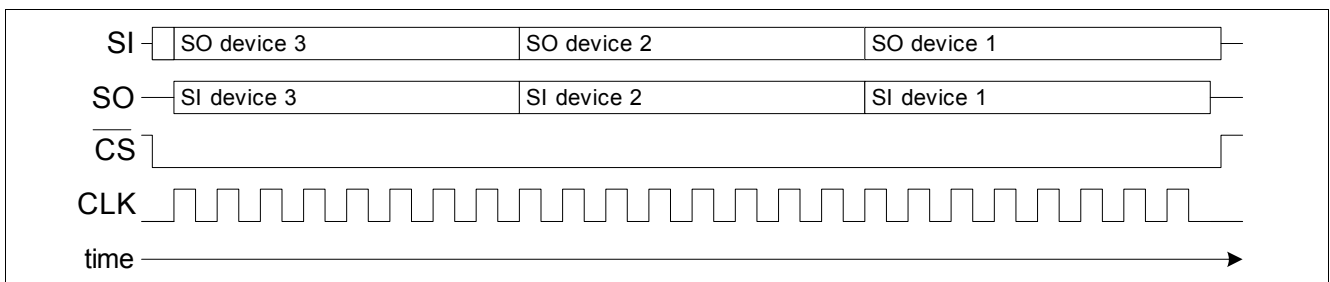 SI SO device 3 SO device 2 SO device 1
SO SI device 3 SI device 2 SI device 1
CS
CLK
time